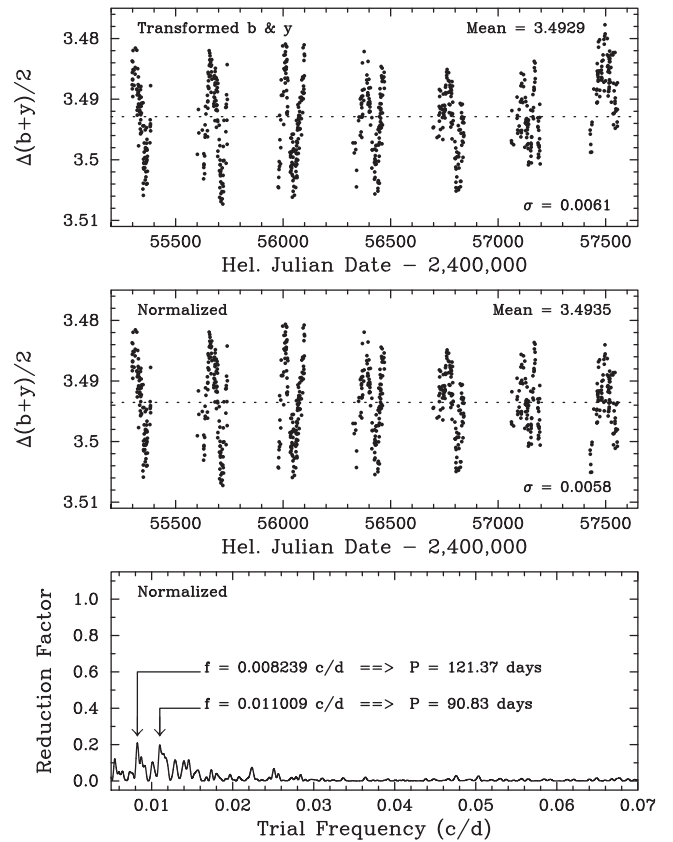 Transformed b & y Mean = 3.4929
3.48
3.49
3.5
3.51
Δ(b+y)/2
σ = 0.0061
55500 56000 56500 57000 57500
Hel. Julian Date − 2,400,000
Normalized Mean = 3.4935
3.48
3.49
3.5
3.51
Δ(b+y)/2
σ = 0.0058
55500 56000 56500 57000 57500
Hel. Julian Date − 2,400,000
Normalized
1.0
0.8
0.6
0.4
0.2
0.0
Reduction Factor
f = 0.008239 c/d ==> P = 121.37 days
f = 0.011009 c/d ==> P = 90.83 days
0.01 0.02 0.03 0.04 0.05 0.06 0.07
Trial Frequency (c/d)